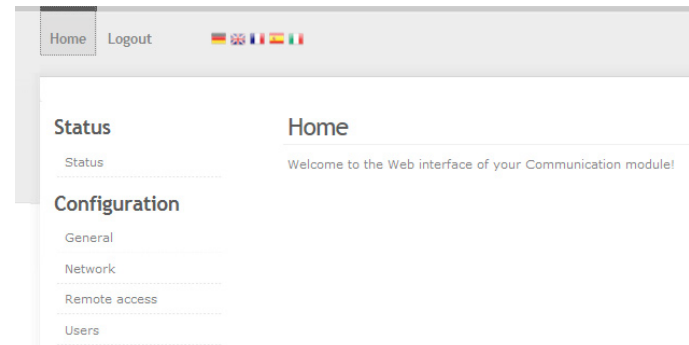 Home Logout
Status
Home
Status
Welcome to the Web interface of your Communication module!
Configuration
General
Network
Remote access
Users